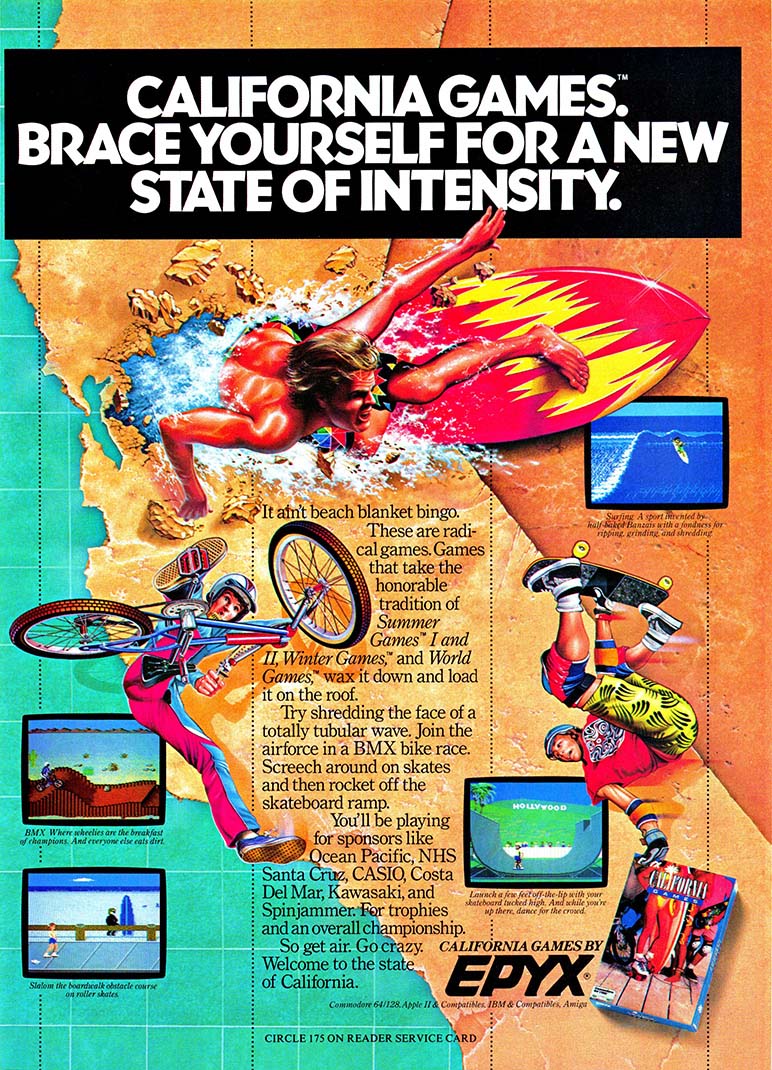 CALIFORNIA GAMES.™
BRACE YOURSELF FOR A NEW
STATE OF INTENSITY.
It ain't beach blanket bingo.
These are radi-
cal games. Games
that take the
honorable
tradition of
Summer
Games™ I and
II, Winter Games,™ and World
Games,™ wax it down and load
it on the roof.
Try shredding the face of a
totally tubular wave. Join the
airforce in a BMX bike race.
Screech around on skates
and then rocket off the
skateboard ramp.
You'll be playing
for sponsors like
Ocean Pacific, NHS
Santa Cruz, CASIO, Costa
Del Mar, Kawasaki, and
Spinjammer. For trophies
and an overall championship.
So get air. Go crazy.
Welcome to the state
of California.
Surfing. A sport invented by
half-baked Banzais with a fondness for
ripping, grinding, and shredding.
BMX. Where wheelies are the breakfast
of champions. And everyone else eats dirt.
Slalom the boardwalk obstacle course
on roller skates.
HOLLYWOOD
Launch a few feet off-the-lip with your
skateboard tucked high. And while you're
up there, dance for the crowd.
CALIFORNIA GAMES BY
EPYX®
CALIFORNIA
GAMES
Commodore 64/128, Apple II & Compatibles, IBM & Compatibles, Amiga
CIRCLE 175 ON READER SERVICE CARD